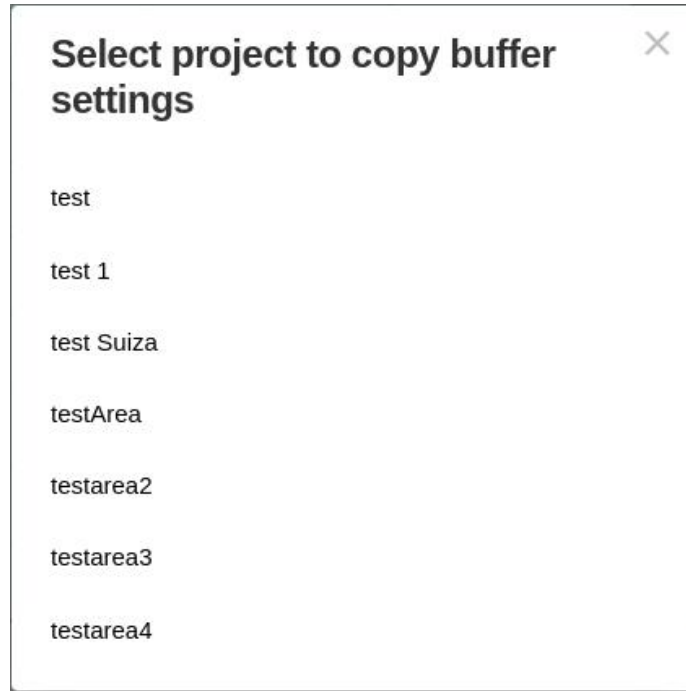 Select project to copy buffer
settings
test
test 1
test Suiza
testArea
testarea2
testarea3
testarea4